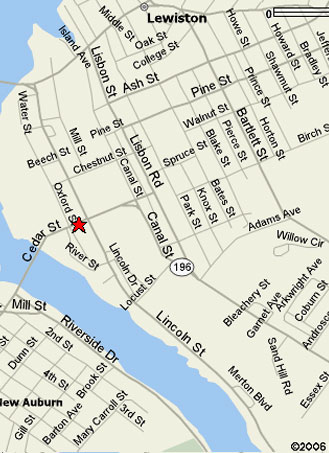 Lewiston
0
Middle St
Oak St
College St
Island Ave
Lisbon St
Ash St
Pine St
Howe St
Howard St
Shawmut St
Bradley St
Prince St
Horton St
Water St
Mill St
Pine St
Walnut St
Blake St
Pierce St
Bartlett St
Birch St
Beech St
Chestnut St
Canal St
Lisbon Rd
Spruce St
Oxford St
Park St
Knox St
Bates St
Adams Ave
Willow Cir
Cedar St
River St
Lincoln Dr
Canal St
196
Locust St
Bleachery St
Garnet Ave
Arkwright Ave
Coburn St
Mill St
Riverside Dr
Lincoln St
Sand Hill Rd
Merton Blvd
Essex St
Dunn St
2nd St
4th St
Brook St
New Auburn
Gill St
Barton Ave
Mary Carroll St
3rd St
©2006